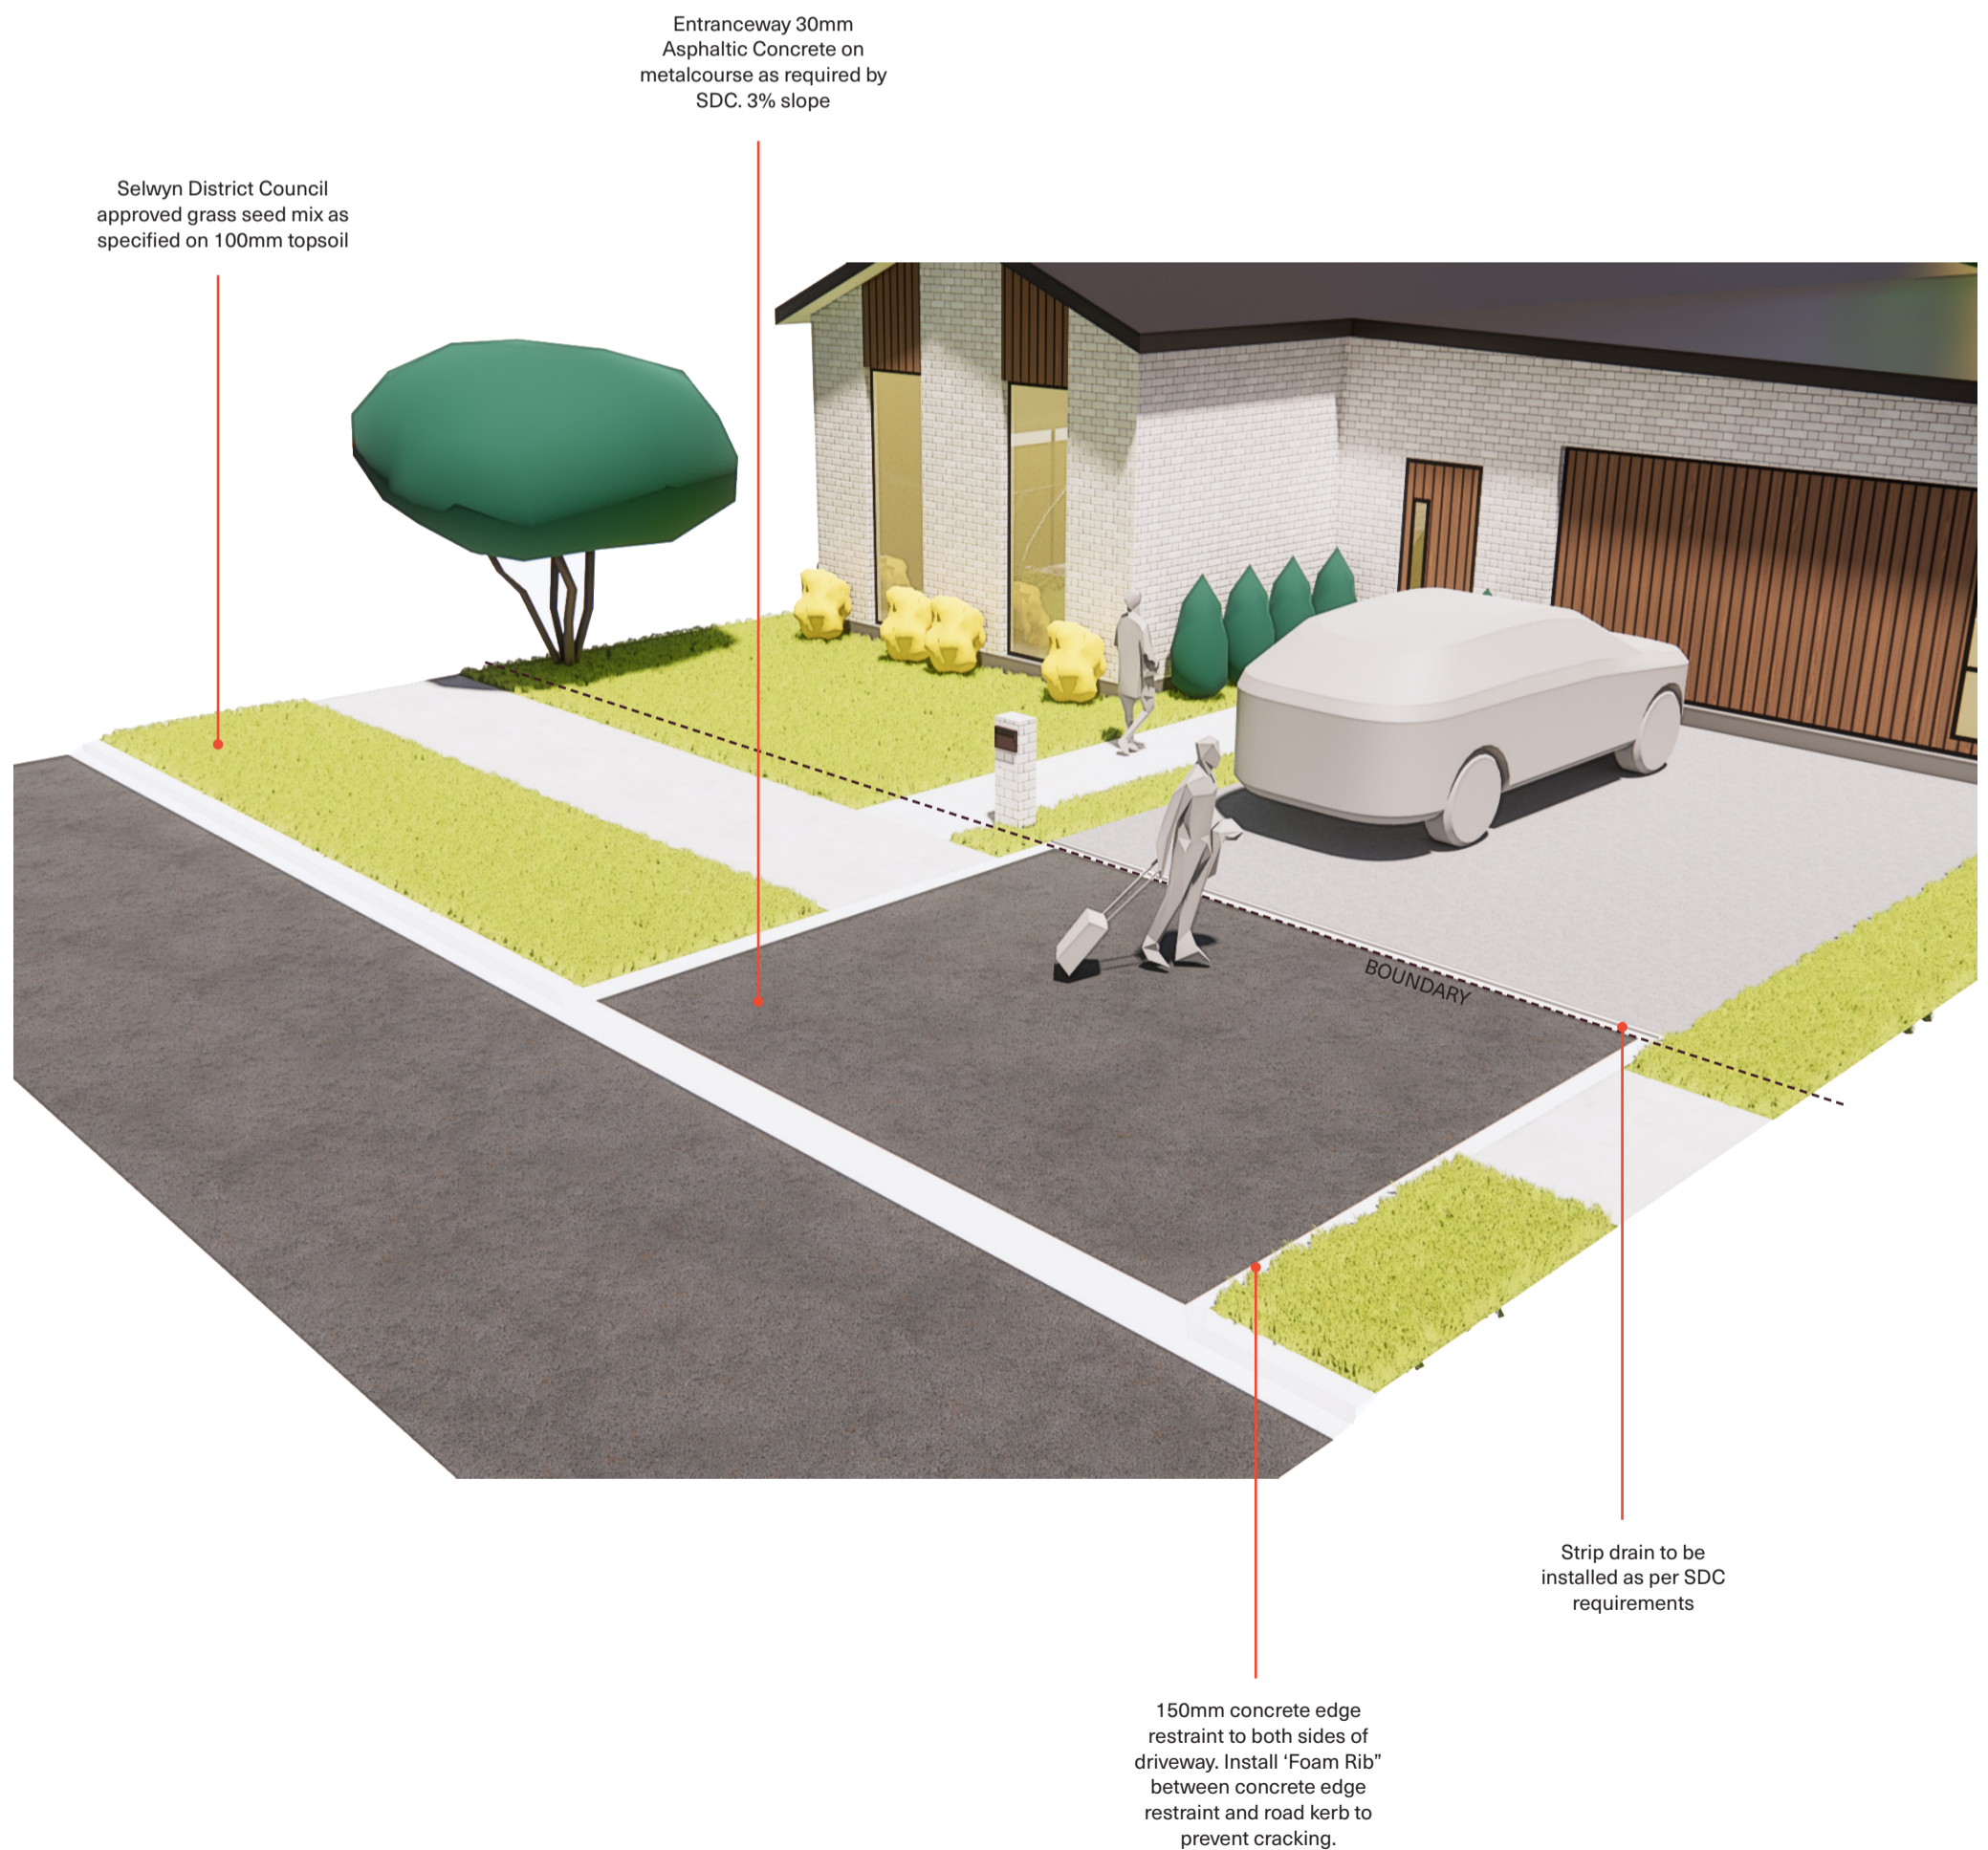 Entranceway 30mm
Asphaltic Concrete on
metalcourse as required by
SDC. 3% slope
Selwyn District Council
approved grass seed mix as
specified on 100mm topsoil
BOUNDARY
Strip drain to be
installed as per SDC
requirements
150mm concrete edge
restraint to both sides of
driveway. Install ‘Foam Rib”
between concrete edge
restraint and road kerb to
prevent cracking.